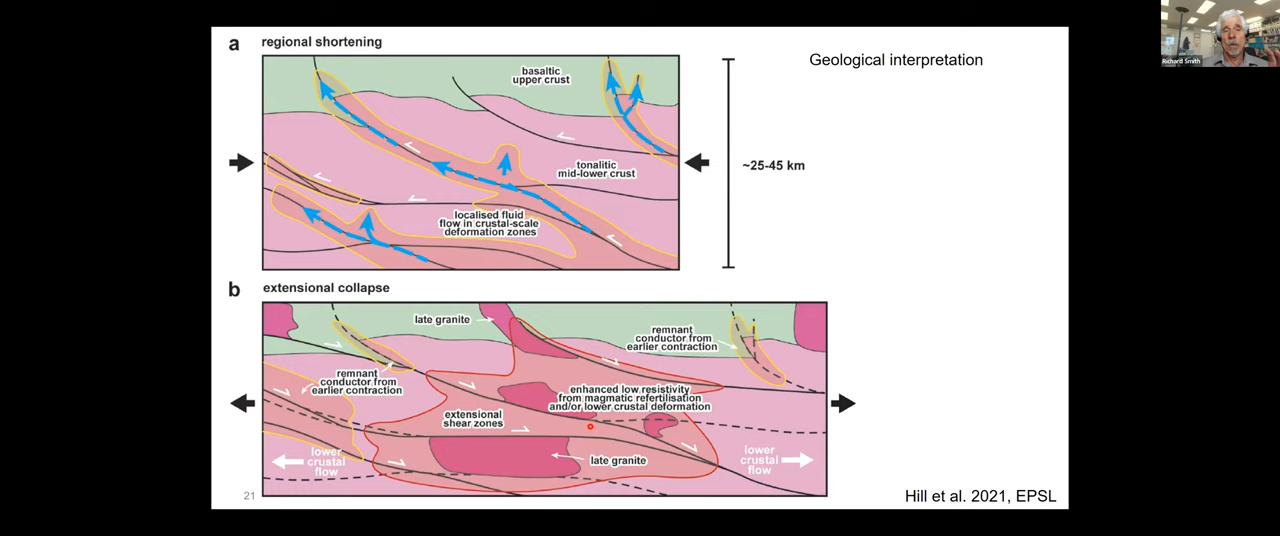 a regional shortening
Geological interpretation
Richard Smith
basaltic
upper crust
tonalitic
mid-lower crust
~25-45 km
localised fluid
flow in crustal-scale
deformation zones
b extensional collapse
late granite
remnant
conductor from
earlier contraction
remnant
conductor from
earlier contraction
enhanced low resistivity
from magmatic refertilisation
and/or lower crustal deformation
extensional
shear zones
lower
crustal
flow
late granite
lower
crustal
flow
21
Hill et al. 2021, EPSL